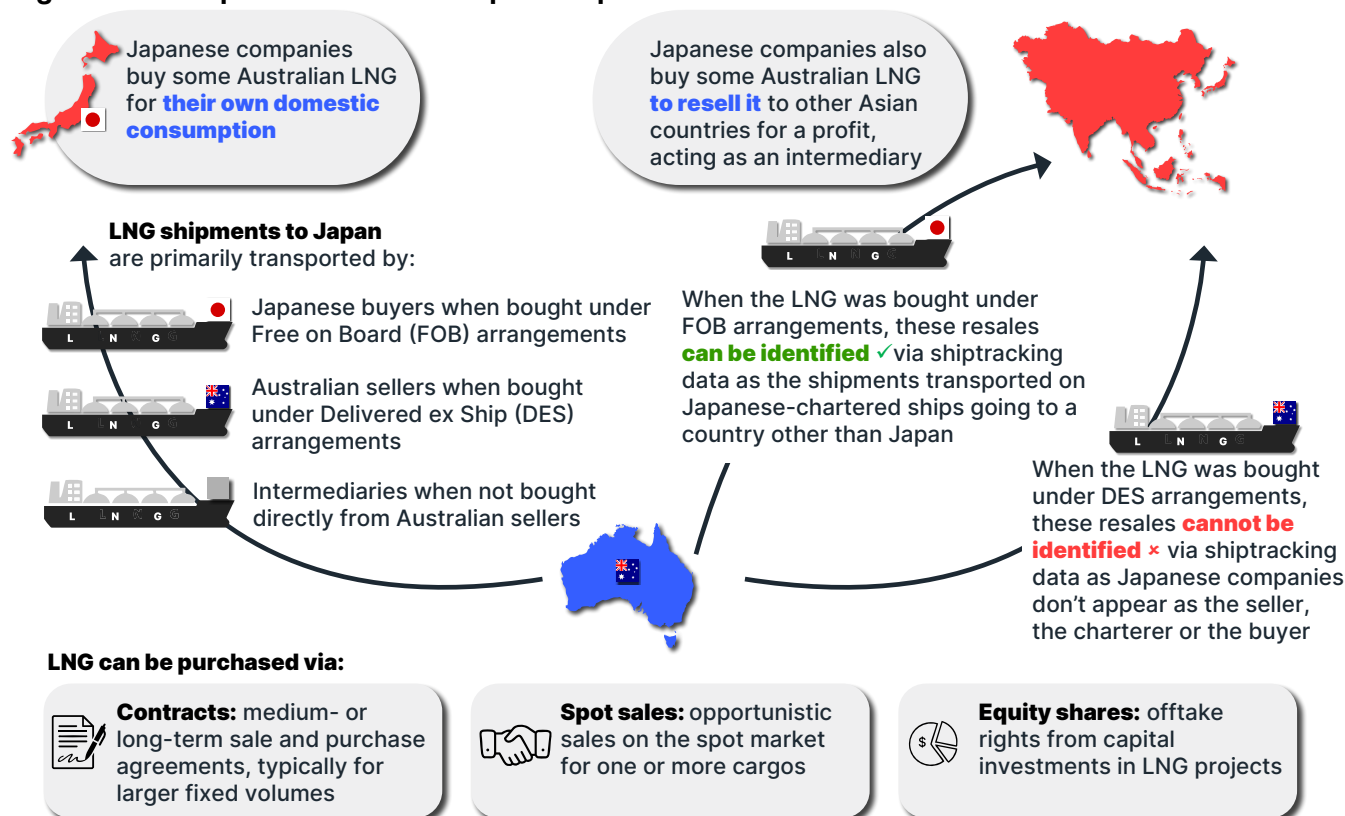 Japanese companies
buy some Australian LNG
for their own domestic
consumption
Japanese companies also
buy some Australian LNG
to resell it to other Asian
countries for a profit,
acting as an intermediary
LNG shipments to Japan
are primarily transported by:
L N G
Japanese buyers when bought under
Free on Board (FOB) arrangements
L N G
Australian sellers when bought
under Delivered ex Ship (DES)
arrangements
L N G
Intermediaries when not bought
directly from Australian sellers
L N G
When the LNG was bought under
FOB arrangements, these resales
can be identified ✓via shiptracking
data as the shipments transported on
Japanese-chartered ships going to a
country other than Japan
L N G
When the LNG was bought
under DES arrangements,
these resales cannot be
identified × via shiptracking
data as Japanese companies
don’t appear as the seller,
the charterer or the buyer
LNG can be purchased via:
Contracts: medium- or
long-term sale and purchase
agreements, typically for
larger fixed volumes
Spot sales: opportunistic
sales on the spot market
for one or more cargos
$
Equity shares: offtake
rights from capital
investments in LNG projects